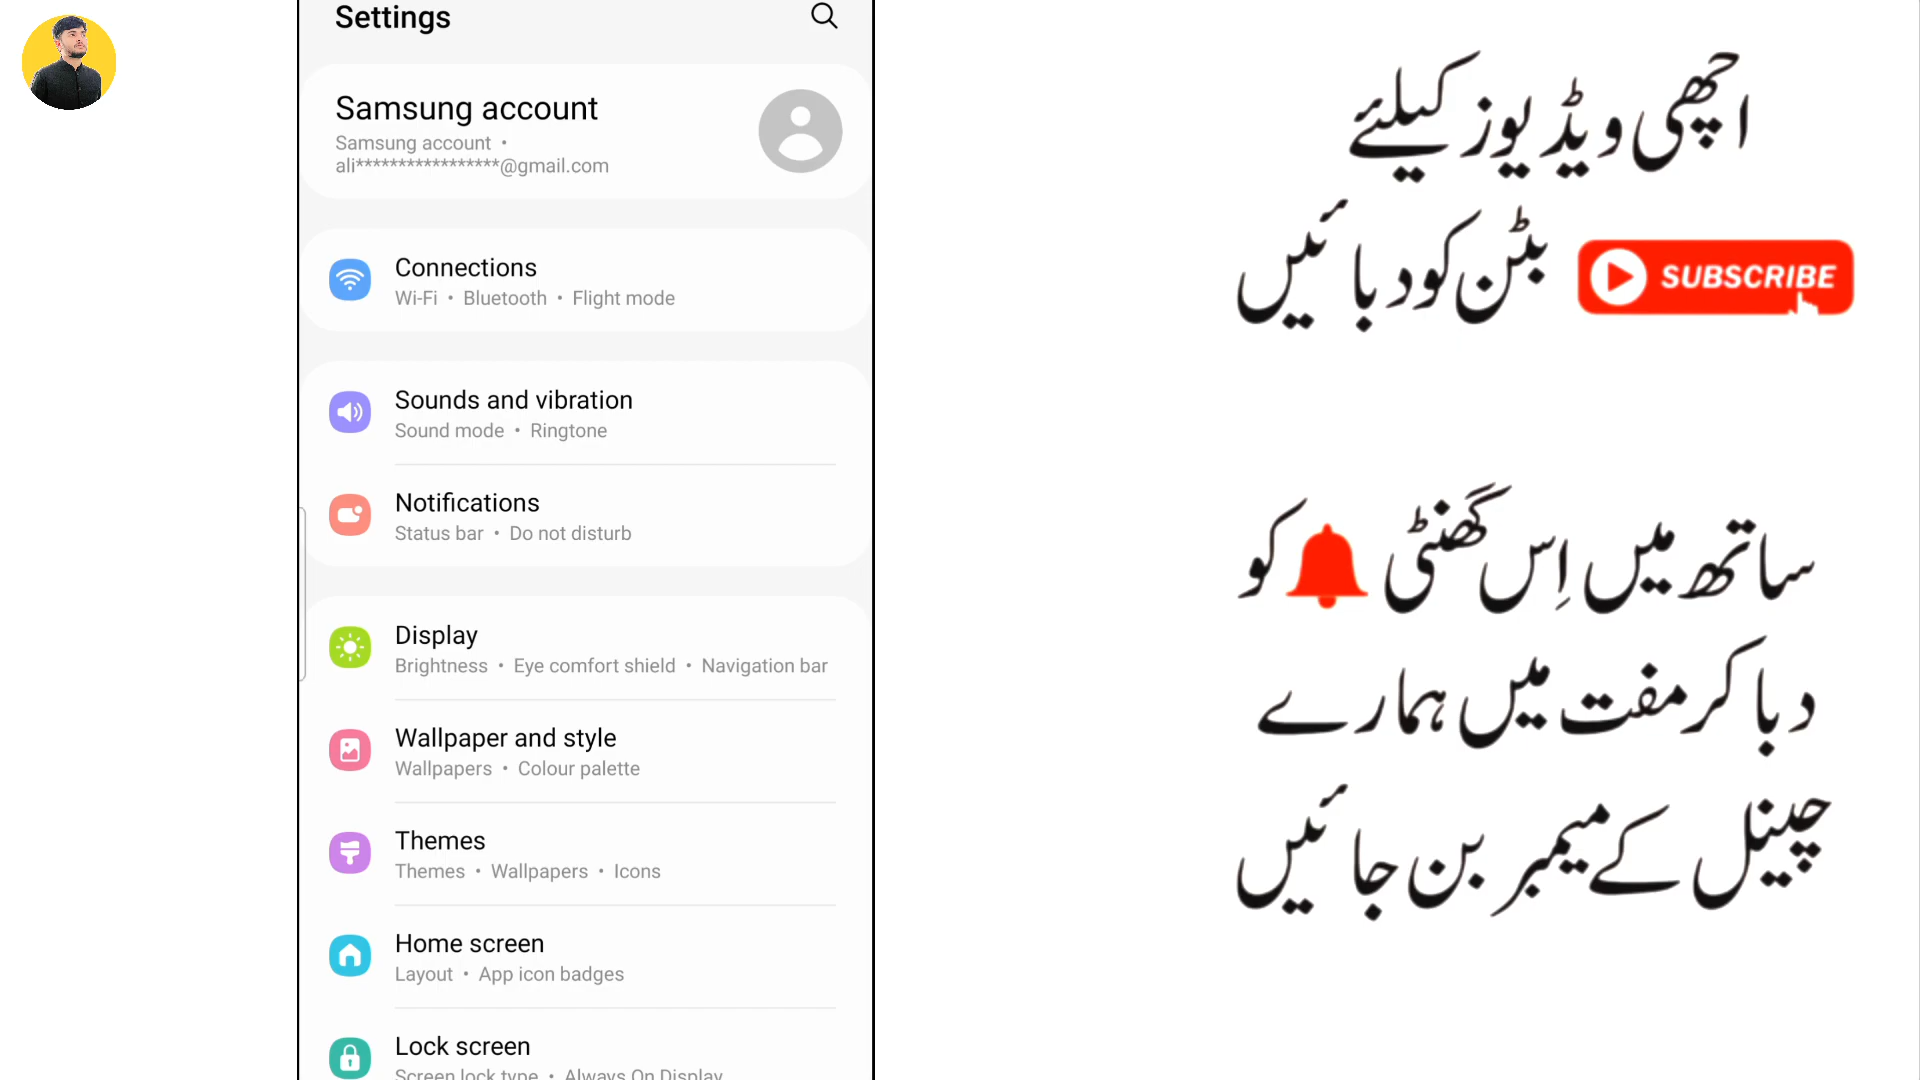 Settings
Samsung account
Samsung account •
ali*****************@gmail.com
Connections
Wi-Fi • Bluetooth • Flight mode
Sounds and vibration
Sound mode • Ringtone
Notifications
Status bar • Do not disturb
Display
Brightness • Eye comfort shield • Navigation bar
Wallpaper and style
Wallpapers • Colour palette
Themes
Themes • Wallpapers • Icons
Home screen
Layout • App icon badges
Lock screen
Screen lock type • Always On Display
اچھی ویڈیوز کیلئے
SUBSCRIBE بٹن کو دبائیں
ساتھ میں اِس گھنٹی کو
دبا کر مفت میں ہمارے
چینل کے میمبر بن جائیں